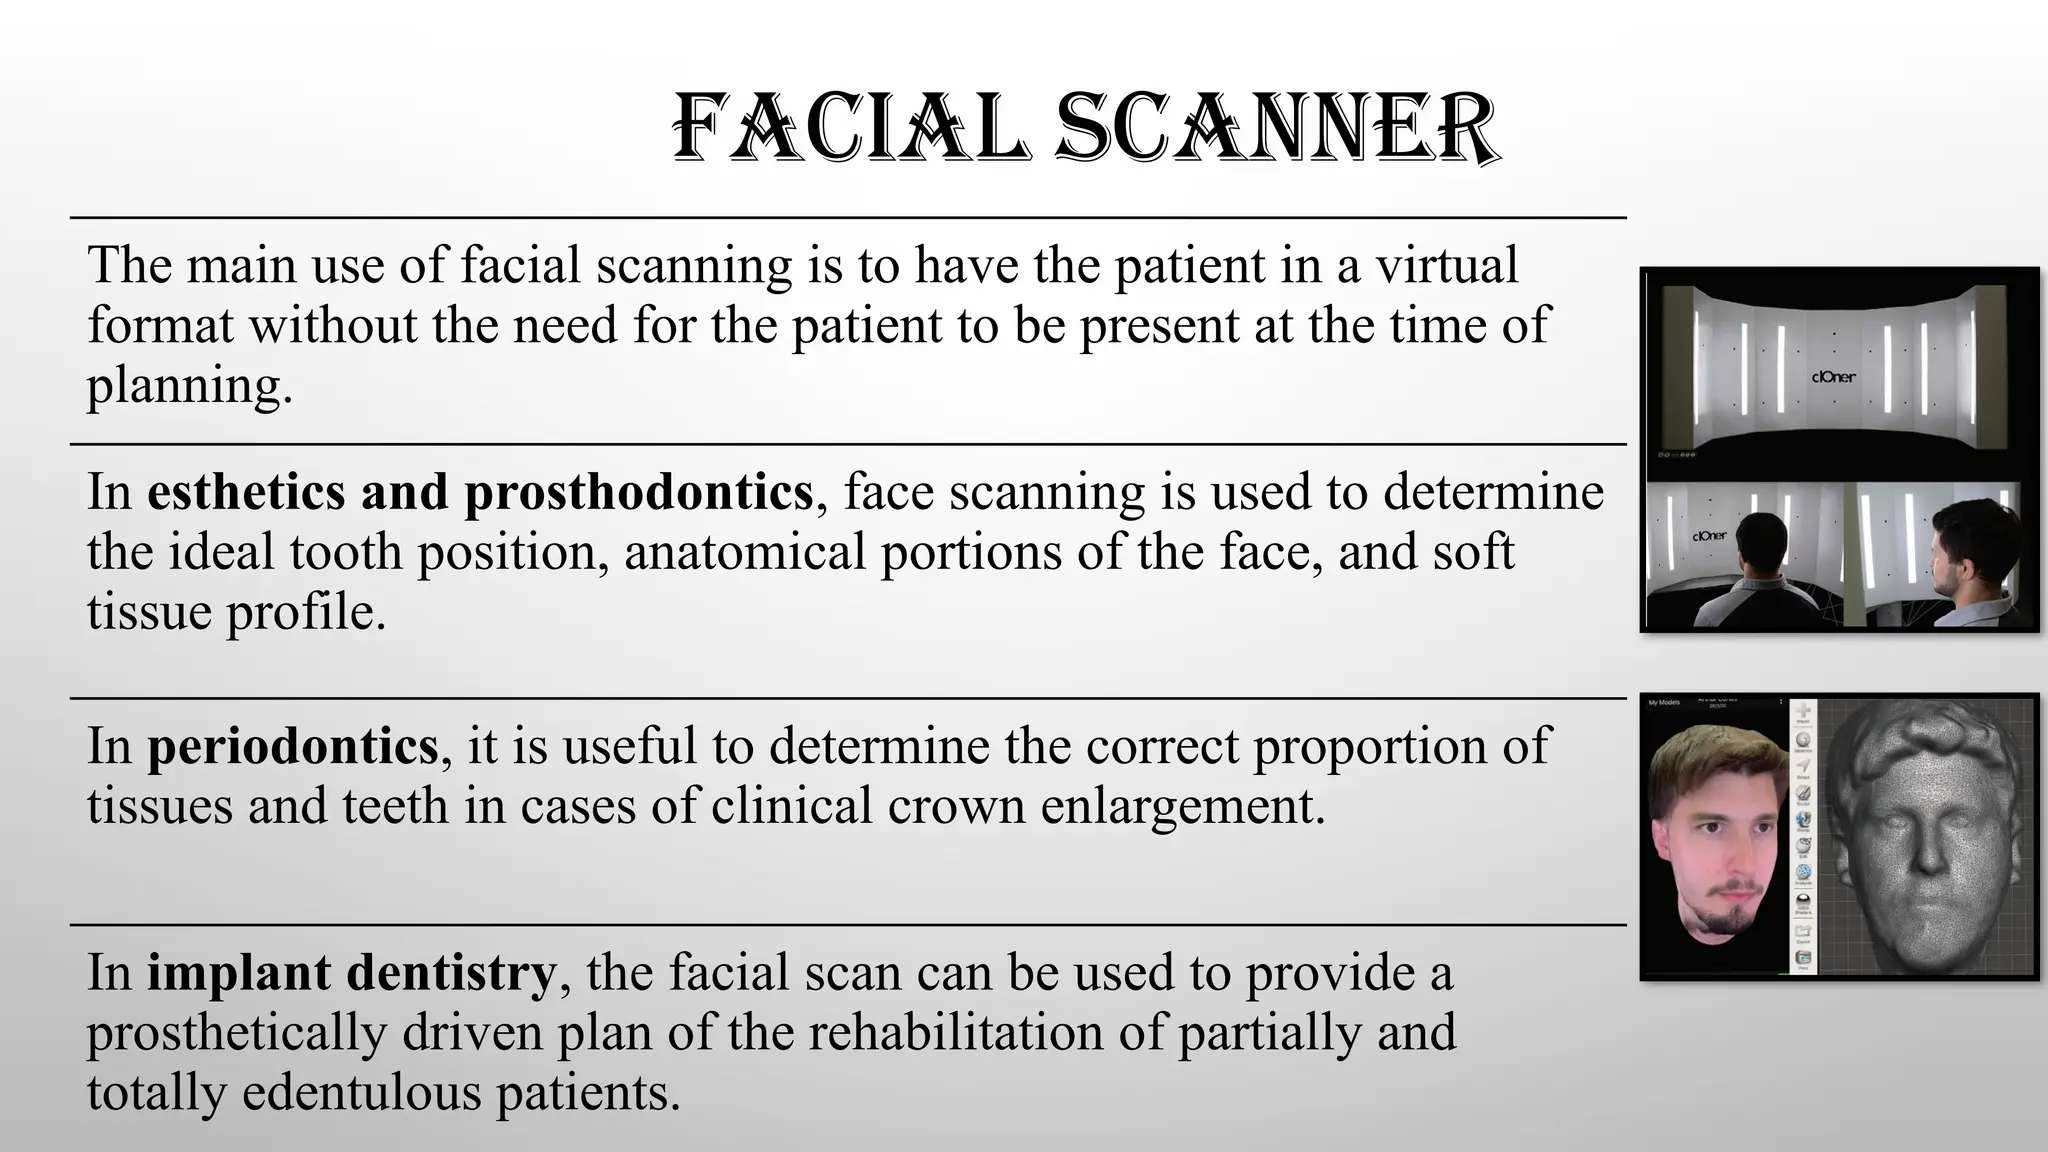 FACIAL SCANNER
The main use of facial scanning is to have the patient in a virtual
format without the need for the patient to be present at the time of
planning.
In esthetics and prosthodontics, face scanning is used to determine
the ideal tooth position, anatomical portions of the face, and soft
tissue profile.
In periodontics, it is useful to determine the correct proportion of
tissues and teeth in cases of clinical crown enlargement.
In implant dentistry, the facial scan can be used to provide a
prosthetically driven plan of the rehabilitation of partially and
totally edentulous patients.
clOner
clOner
My Models